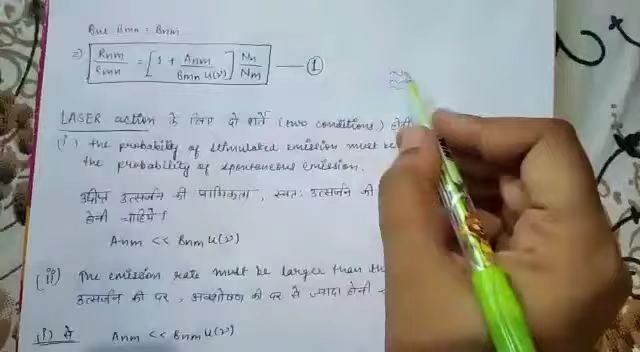 But Bmn = Bnm
⇒ Rnm/Rmn = [1 + Anm/Bmn u(ν)] Nn/Nm —— ①
LASER action के लिए दो शर्तें (two conditions) होनी
(i) the probability of stimulated emission must be
the probability of spontaneous emission.
उद्दीप्त उत्सर्जन की प्रायिकता, स्वतः उत्सर्जन की
होनी चाहिये।
Anm << Bnm u(ν)
(ii) The emission rate must be larger than the
उत्सर्जन की दर, अवशोषण की दर से ज्यादा होनी
(i) से Anm << Bnm u(ν)